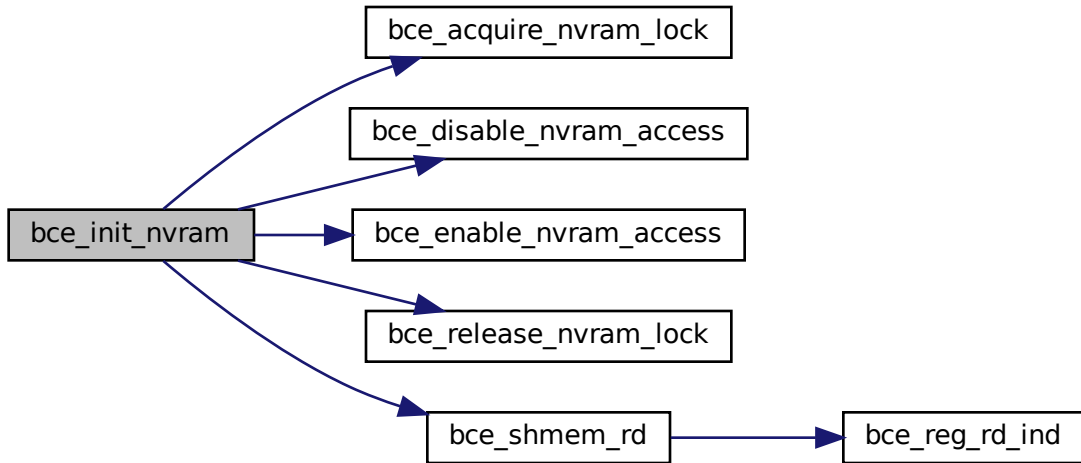 bce_acquire_nvram_lock
bce_disable_nvram_access
bce_init_nvram
bce_enable_nvram_access
bce_release_nvram_lock
bce_shmem_rd
bce_reg_rd_ind